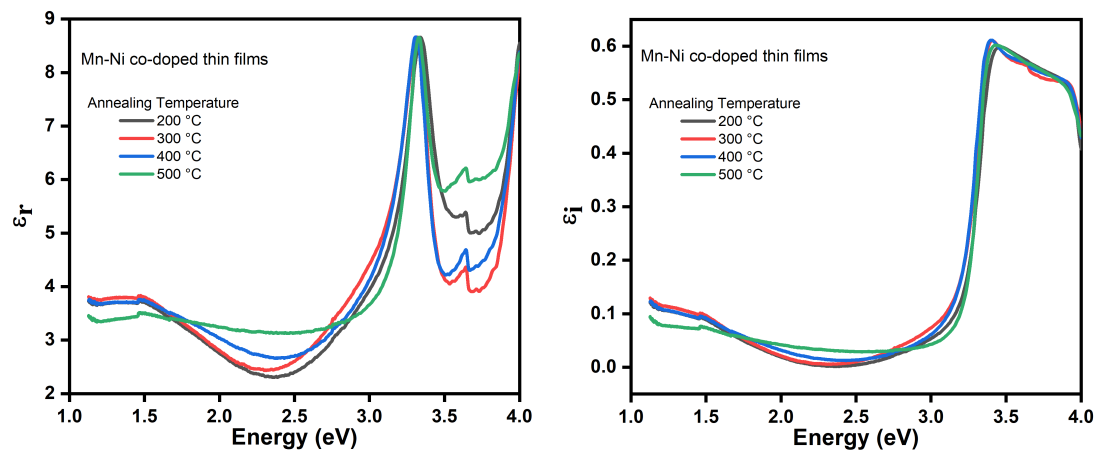 9
8
7
6
5
4
3
2
εr
Mn-Ni co-doped thin films
Annealing Temperature
200 °C
300 °C
400 °C
500 °C
1.0 1.5 2.0 2.5 3.0 3.5 4.0
Energy (eV)
0.6
0.5
0.4
0.3
0.2
0.1
0.0
εi
Mn-Ni co-doped thin films
Annealing Temperature
200 °C
300 °C
400 °C
500 °C
1.0 1.5 2.0 2.5 3.0 3.5 4.0
Energy (eV)